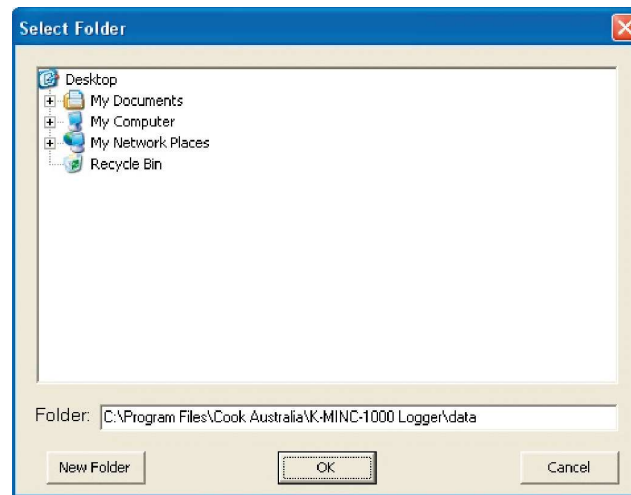 Select Folder
Desktop
My Documents
My Computer
My Network Places
Recycle Bin
Folder: C:\Program Files\Cook Australia\K-MINC-1000 Logger\data
New Folder OK Cancel